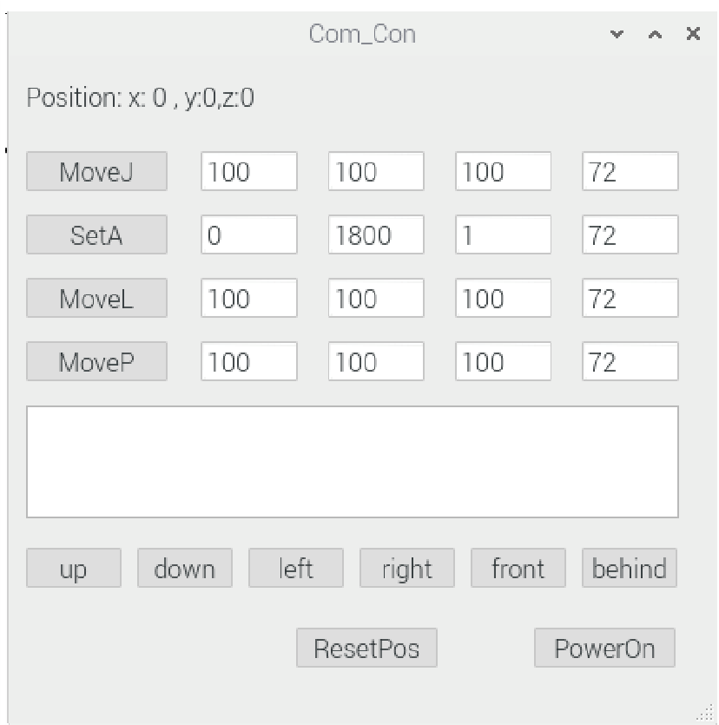 Com_Con
Position: x: 0 , y:0,z:0
MoveJ 100 100 100 72
SetA 0 1800 1 72
MoveL 100 100 100 72
MoveP 100 100 100 72
up down left right front behind
ResetPos PowerOn